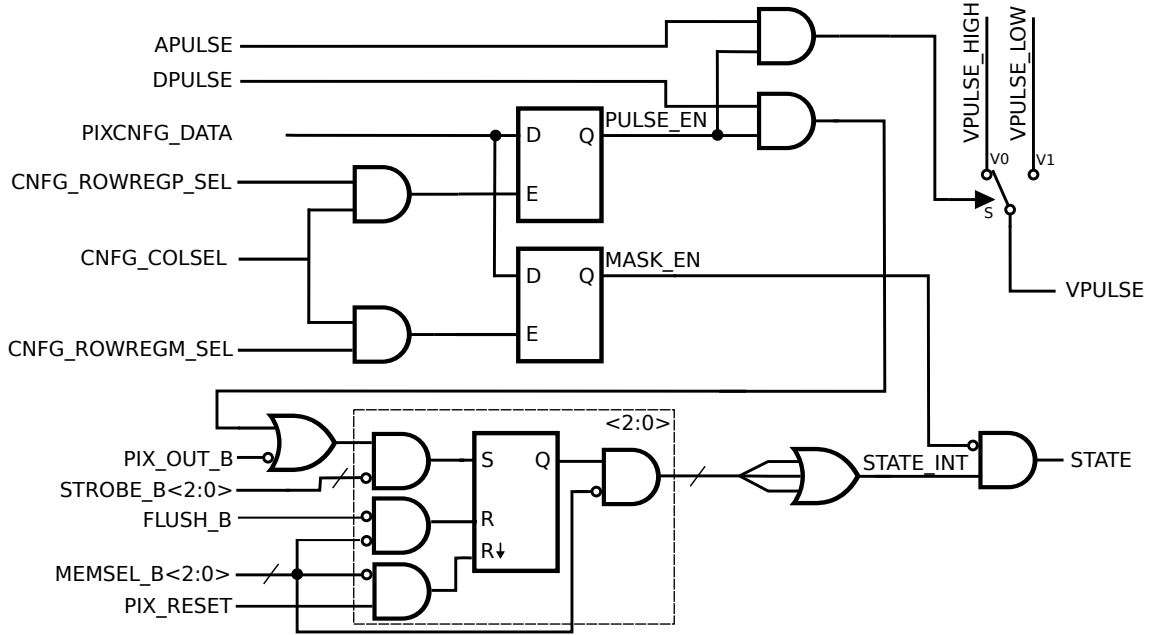 APULSE
DPULSE
PIXCNFG_DATA
CNFG_ROWREGP_SEL
CNFG_COLSEL
CNFG_ROWREGM_SEL
D
Q
E
PULSE_EN
D
Q
E
MASK_EN
VPULSE_HIGH
VPULSE_LOW
V0
V1
S
VPULSE
PIX_OUT_B
STROBE_B<2:0>
FLUSH_B
MEMSEL_B<2:0>
PIX_RESET
<2:0>
S
Q
R
R↓
STATE_INT
STATE